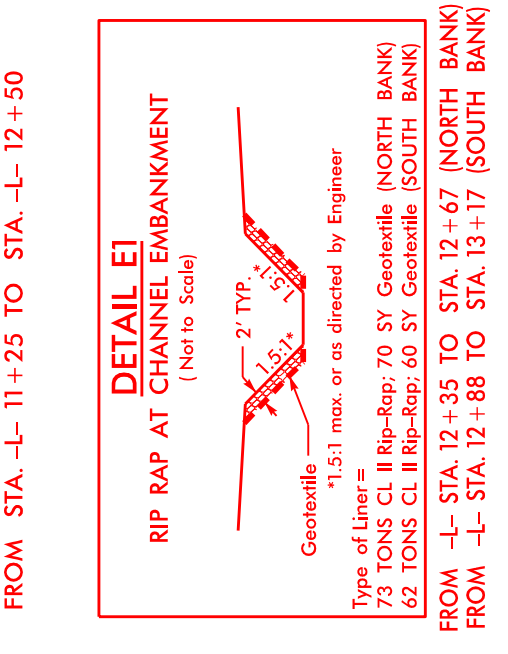 FROM STA. -L- 11+25 TO STA. -L- 12+50
DETAIL E1
RIP RAP AT CHANNEL EMBANKMENT
( Not to Scale)
2' TYP.
1.5:1*
1.5:1*
Geotextile
*1.5:1 max. or as directed by Engineer
Type of Liner=
73 TONS CL II Rip-Rap; 70 SY Geotextile (NORTH BANK)
62 TONS CL II Rip-Rap; 60 SY Geotextile (SOUTH BANK)
FROM -L- STA. 12+35 TO STA. 12+67 (NORTH BANK)
FROM -L- STA. 12+88 TO STA. 13+17 (SOUTH BANK)